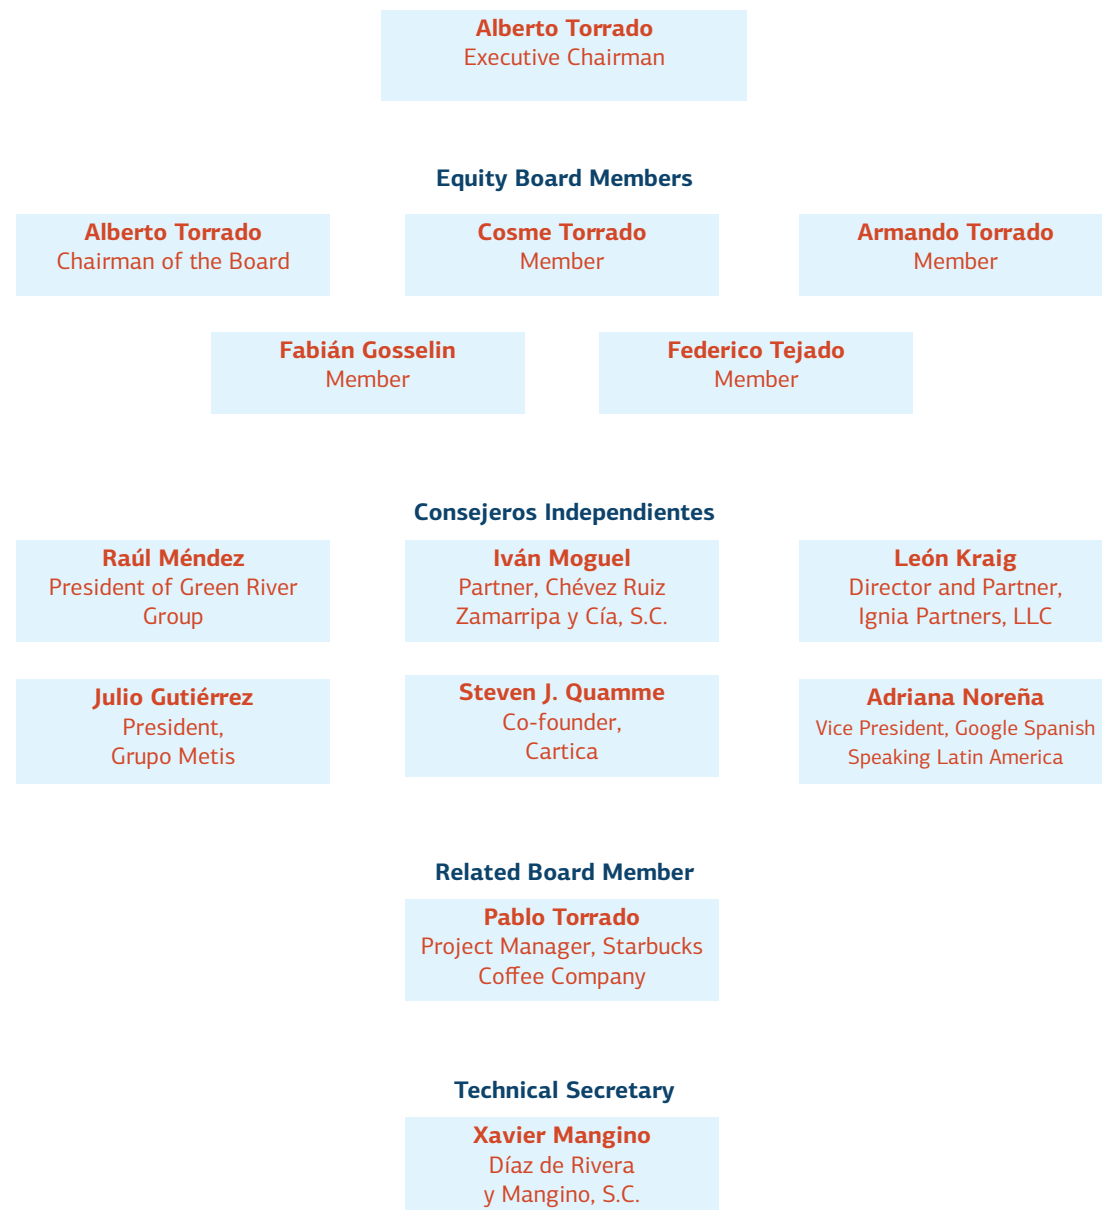 Alberto Torrado
Executive Chairman
Equity Board Members
Alberto Torrado
Chairman of the Board
Cosme Torrado
Member
Armando Torrado
Member
Fabián Gosselin
Member
Federico Tejado
Member
Consejeros Independientes
Raúl Méndez
President of Green River
Group
Iván Moguel
Partner, Chévez Ruiz
Zamarripa y Cía, S.C.
León Kraig
Director and Partner,
Ignia Partners, LLC
Julio Gutiérrez
President,
Grupo Metis
Steven J. Quamme
Co-founder,
Cartica
Adriana Noreña
Vice President, Google Spanish
Speaking Latin America
Related Board Member
Pablo Torrado
Project Manager, Starbucks
Coffee Company
Technical Secretary
Xavier Mangino
Díaz de Rivera
y Mangino, S.C.